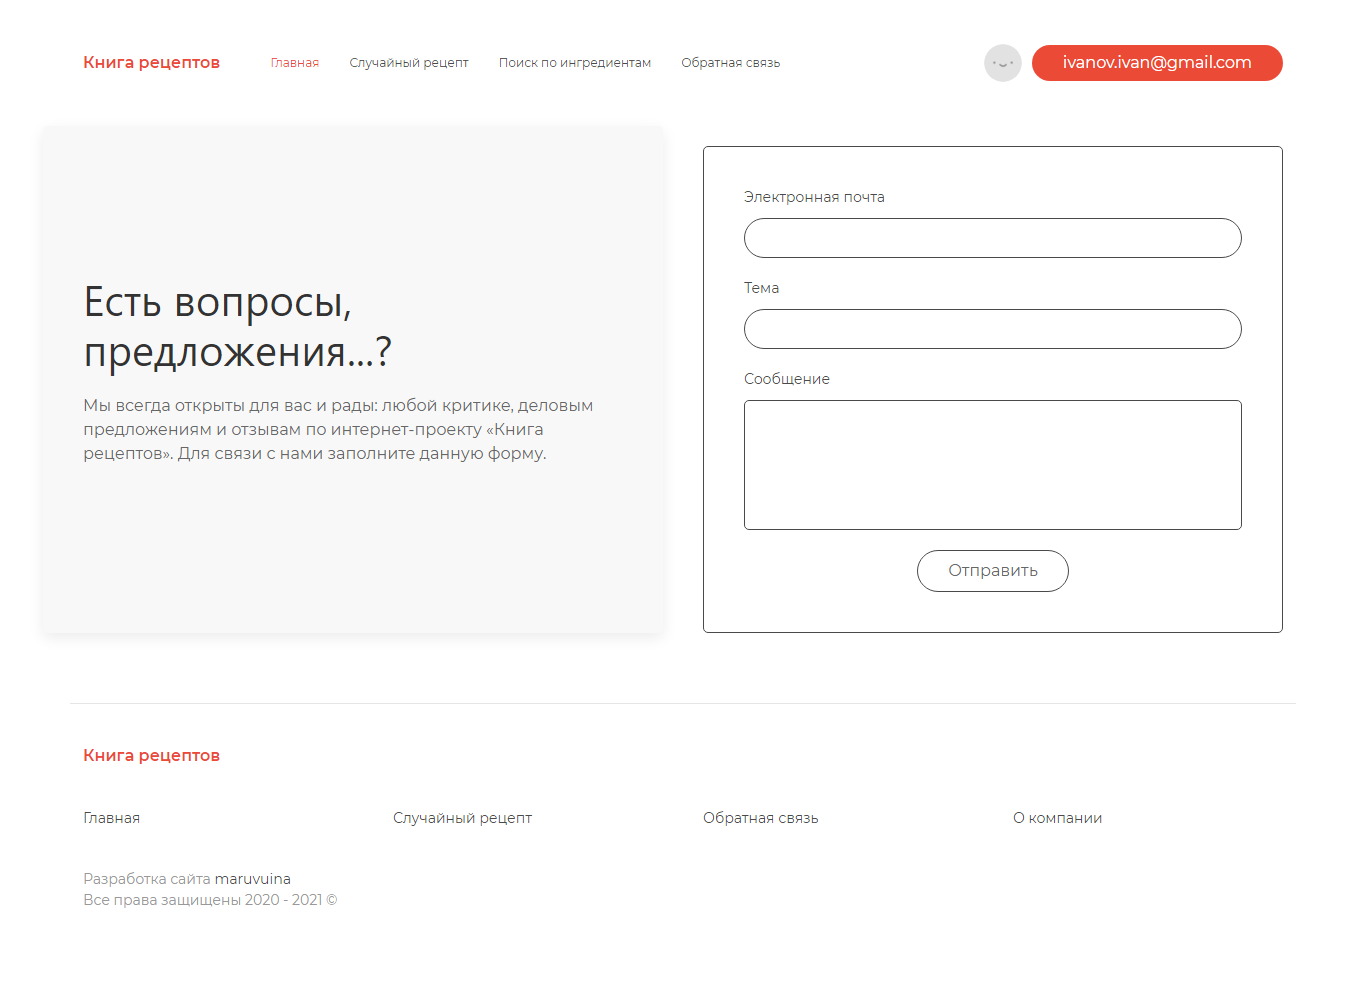 Книга рецептов
Главная
Случайный рецепт
Поиск по ингредиентам
Обратная связь
ivanov.ivan@gmail.com
Есть вопросы,
предложения...?
Мы всегда открыты для вас и рады: любой критике, деловым
предложениям и отзывам по интернет-проекту «Книга
рецептов». Для связи с нами заполните данную форму.
Электронная почта
Тема
Сообщение
Отправить
Книга рецептов
Главная
Случайный рецепт
Обратная связь
О компании
Разработка сайта maruvuina
Все права защищены 2020 - 2021 ©